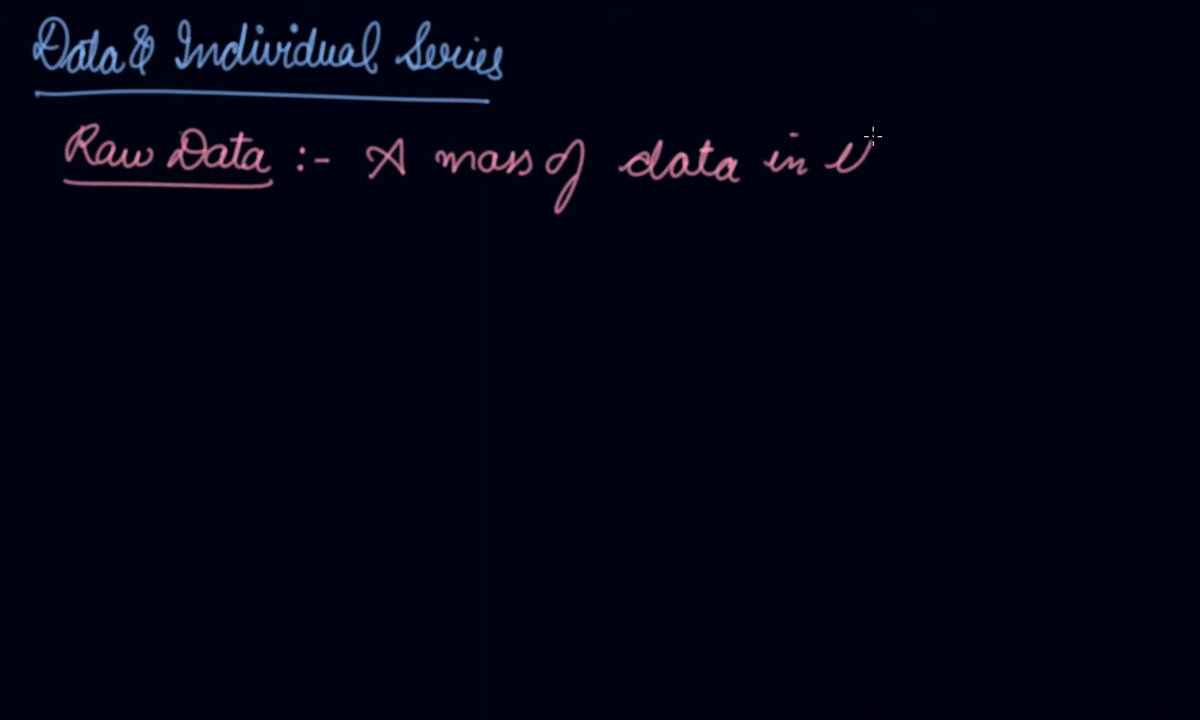 Data & Individual Series
Raw Data :- A mass of data in